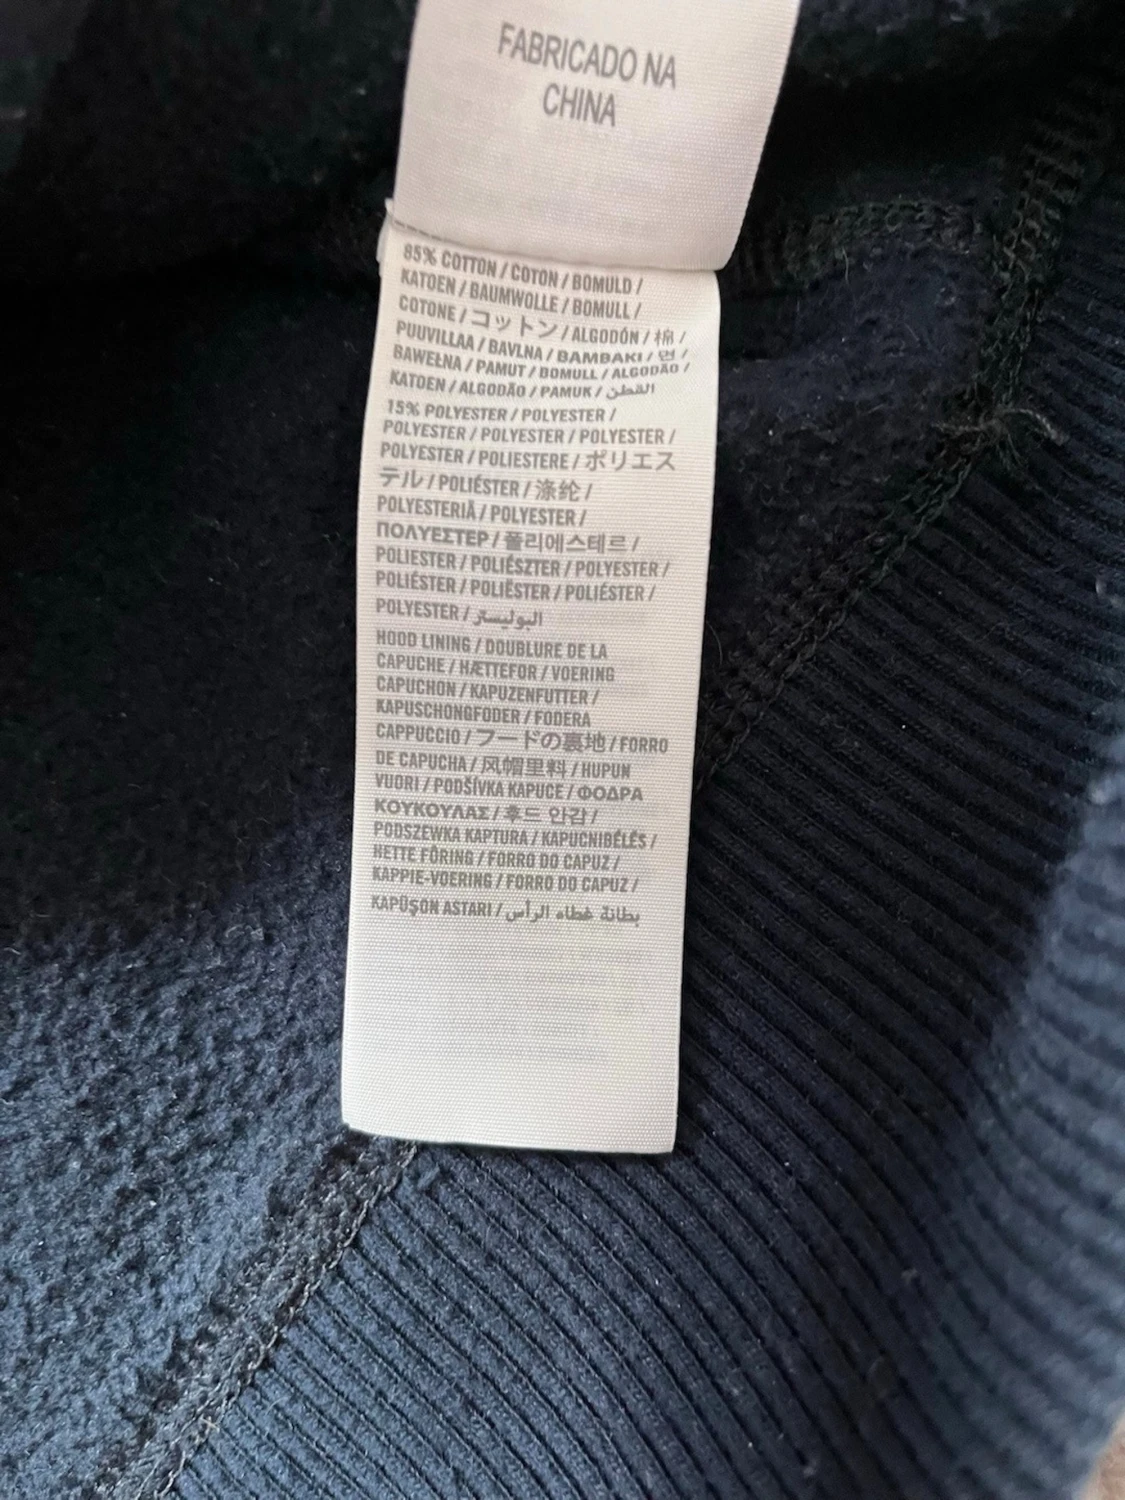 FABRICADO NA
CHINA
85% COTTON / COTON / BOMULD /
KATOEN / BAUMWOLLE / BOMULL /
COTONE / コットン / ALGODÓN / 棉 /
PUUVILLAA / BAVLNA / BAMBAKI / 면 /
BAWEŁNA / PAMUT / BOMULL / ALGODÃO /
KATOEN / ALGODÃO / PAMUK / القطن
15% POLYESTER / POLYESTER /
POLYESTER / POLYESTER / POLYESTER /
POLYESTER / POLIESTERE / ポリエス
テル / POLIÉSTER / 涤纶 /
POLYESTERIÄ / POLYESTER /
ΠΟΛΥΕΣΤΕΡ / 폴리에스테르 /
POLIESTER / POLIÉSZTER / POLYESTER /
POLIÉSTER / POLIËSTER / POLIÉSTER /
POLYESTER / البوليستر
HOOD LINING / DOUBLURE DE LA
CAPUCHE / HÆTTEFOR / VOERING
CAPUCHON / KAPUZENFUTTER /
KAPUSCHONGFODER / FODERA
CAPPUCCIO / フードの裏地 / FORRO
DE CAPUCHA / 风帽里料 / HUPUN
VUORI / PODŠÍVKA KAPUCE / ΦΟΔΡΑ
ΚΟΥΚΟΥΛΑΣ / 후드 안감 /
PODSZEWKA KAPTURA / KAPUCNIBÉLÉS /
HETTE FÔRING / FORRO DO CAPUZ /
KAPPIE-VOERING / FORRO DO CAPUZ /
KAPÜŞON ASTARI / بطانة غطاء الرأس